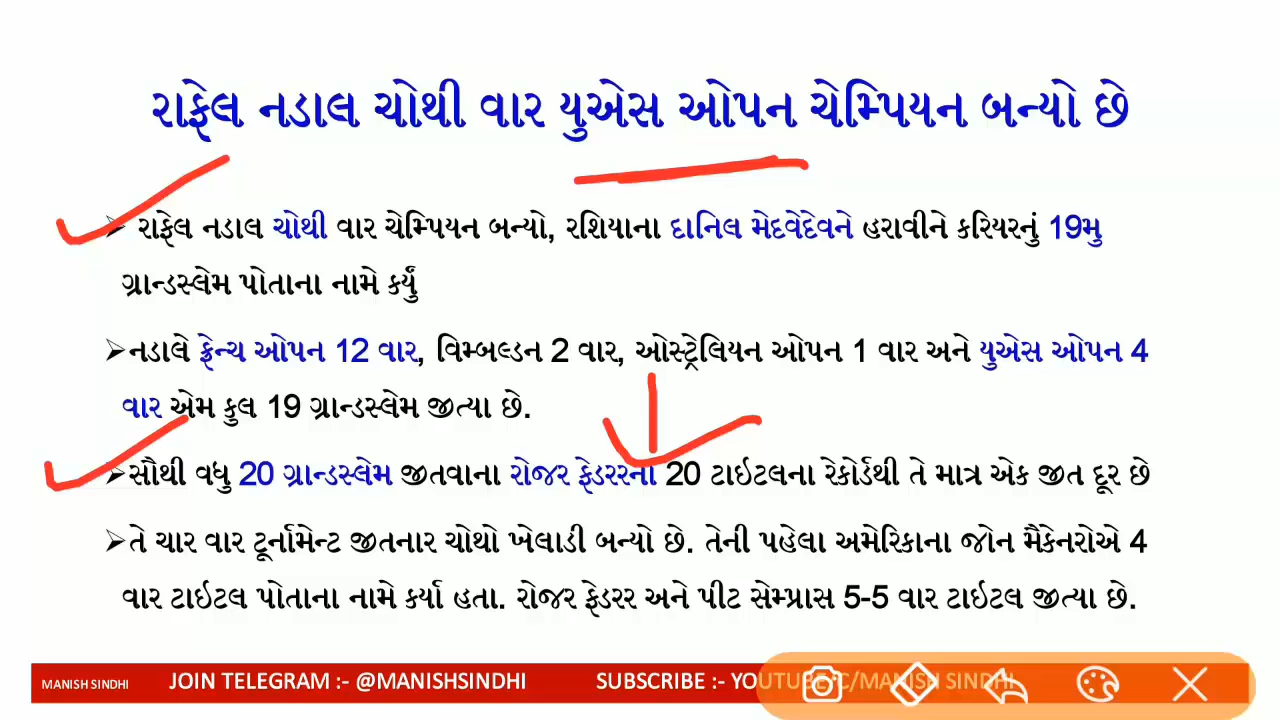 રાફેલ નડાલ ચોથી વાર યુએસ ઓપન ચેમ્પિયન બન્યો છે
➢ રાફેલ નડાલ ચોથી વાર ચેમ્પિયન બન્યો, રશિયાના દાનિલ મેદવેદેવને હરાવીને કરિયરનું 19મુ
ગ્રાન્ડસ્લેમ પોતાના નામે કર્યું
➢નડાલે ફ્રેન્ચ ઓપન 12 વાર, વિમ્બલ્ડન 2 વાર, ઓસ્ટ્રેલિયન ઓપન 1 વાર અને યુએસ ઓપન 4
વાર એમ કુલ 19 ગ્રાન્ડસ્લેમ જીત્યા છે.
➢સૌથી વધુ 20 ગ્રાન્ડસ્લેમ જીતવાના રોજર ફેડરરના 20 ટાઇટલના રેકોર્ડથી તે માત્ર એક જીત દૂર છે
➢તે ચાર વાર ટૂર્નામેન્ટ જીતનાર ચોથો ખેલાડી બન્યો છે. તેની પહેલા અમેરિકાના જોન મૈકેનરોએ 4
વાર ટાઇટલ પોતાના નામે કર્યા હતા. રોજર ફેડરર અને પીટ સેમ્પ્રાસ 5-5 વાર ટાઇટલ જીત્યા છે.
MANISH SINDHI JOIN TELEGRAM :- @MANISHSINDHI SUBSCRIBE :- YOUTUBE/C/MANISH SINDHI